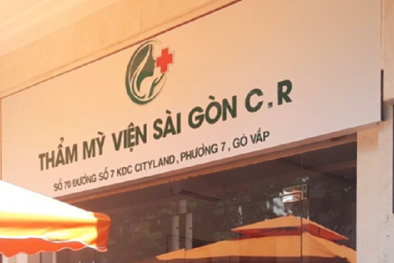 THẨM MỸ VIỆN SÀI GÒN C.R
SỐ 70 ĐƯỜNG SỐ 7 KDC CITYLAND, PHƯỜNG 7, GÒ VẤP